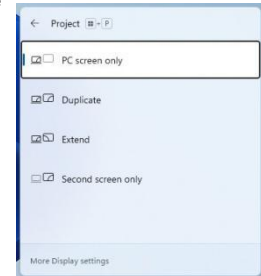 Project ⊞ + P
PC screen only
Duplicate
Extend
Second screen only
More Display settings